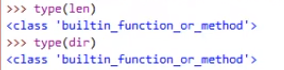 >>> type(len)
<class 'builtin_function_or_method'>
>>> type(dir)
<class 'builtin_function_or_method'>